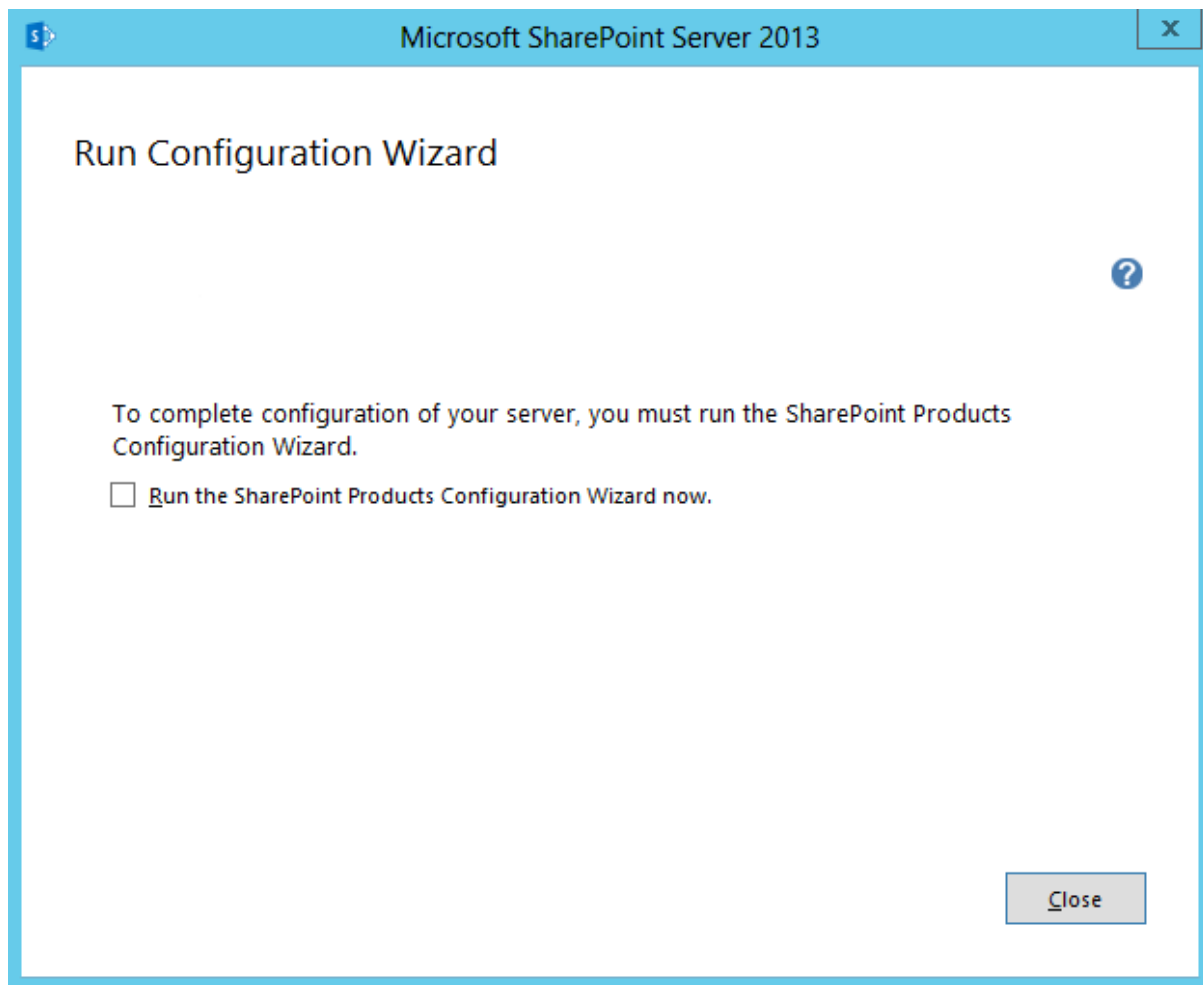 Microsoft SharePoint Server 2013
Run Configuration Wizard
To complete configuration of your server, you must run the SharePoint Products
Configuration Wizard.
Run the SharePoint Products Configuration Wizard now.
Close